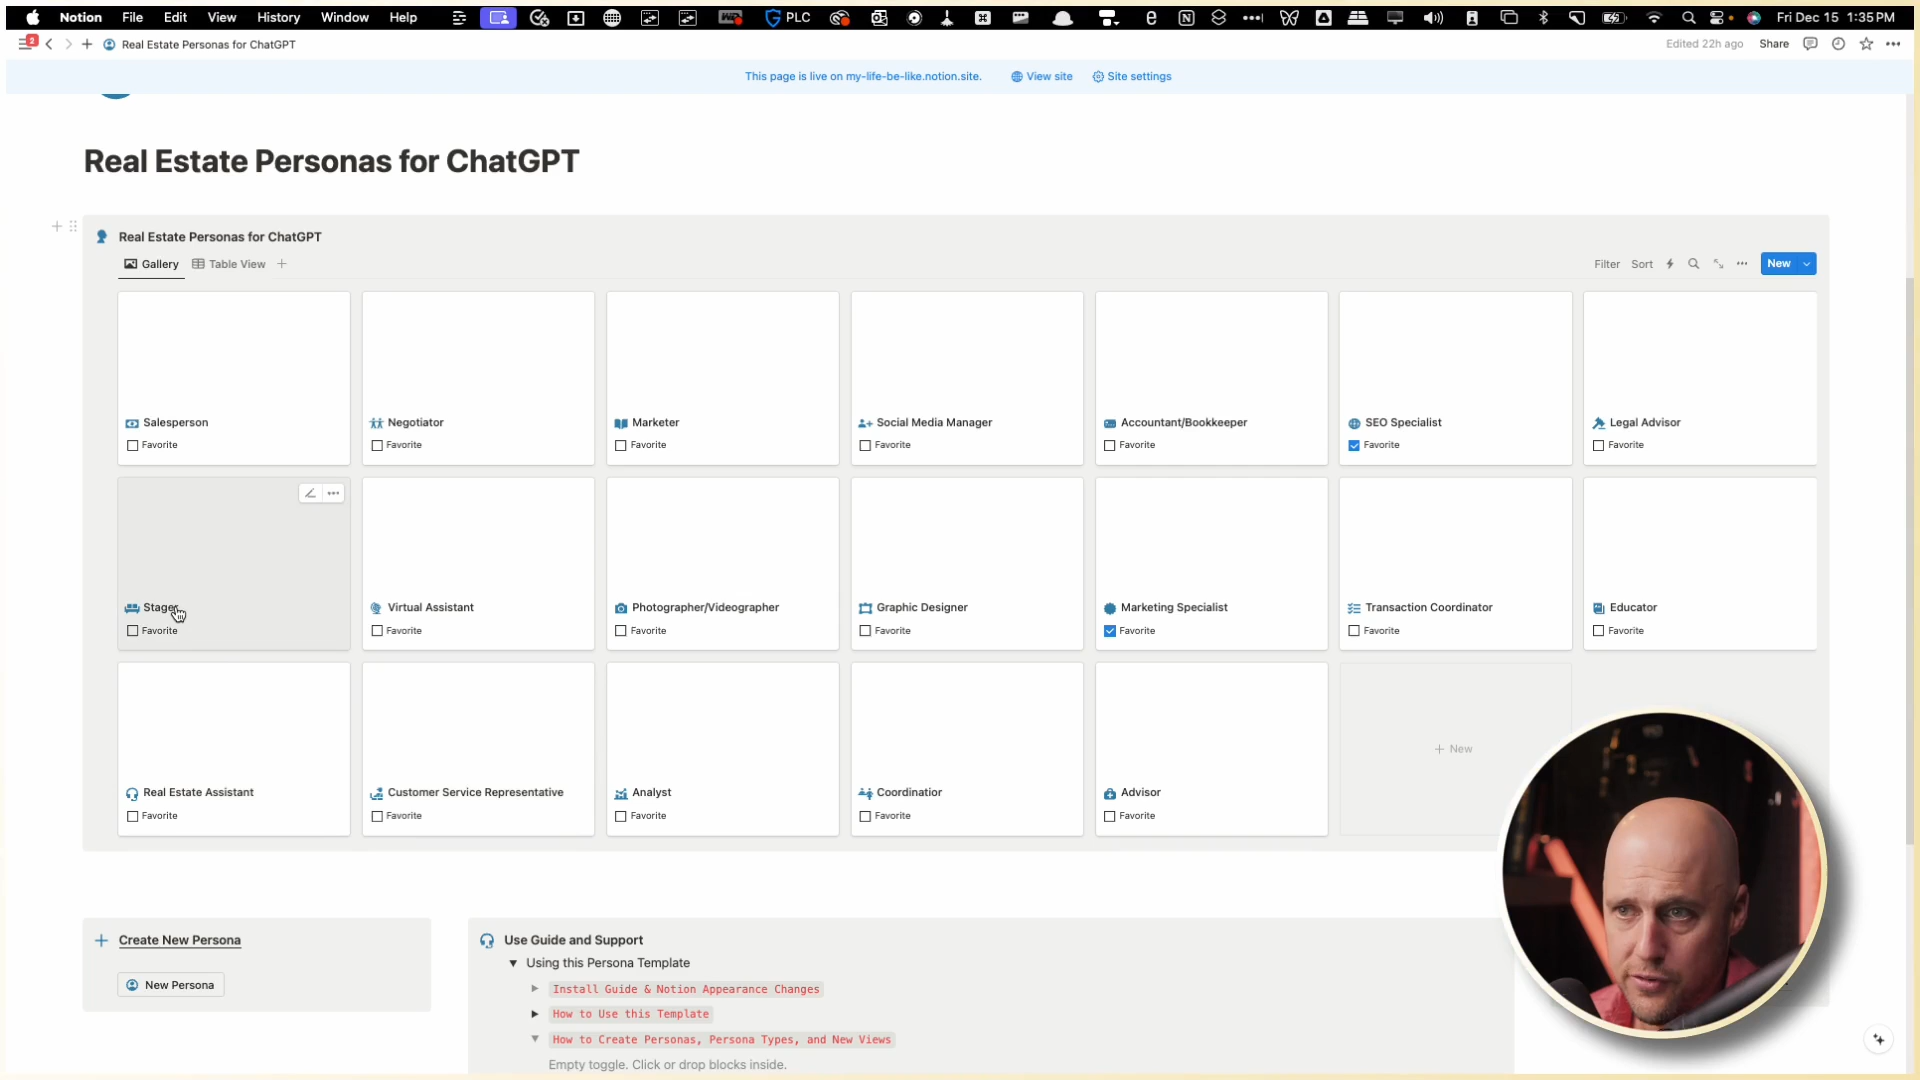 Notion File Edit View History Window Help PLC Fri Dec 15 1:35 PM
2 Real Estate Personas for ChatGPT Edited 22h ago Share
This page is live on my-life-be-like.notion.site. View site Site settings
Real Estate Personas for ChatGPT
Real Estate Personas for ChatGPT
Gallery Table View Filter Sort New
Salesperson Negotiator Marketer Social Media Manager Accountant/Bookkeeper SEO Specialist Legal Advisor
Favorite Favorite Favorite Favorite Favorite Favorite Favorite
Stager Virtual Assistant Photographer/Videographer Graphic Designer Marketing Specialist Transaction Coordinator Educator
Favorite Favorite Favorite Favorite Favorite Favorite Favorite
+ New
Real Estate Assistant Customer Service Representative Analyst Coordinatior Advisor
Favorite Favorite Favorite Favorite Favorite
Create New Persona
New Persona
Use Guide and Support
Using this Persona Template
Install Guide & Notion Appearance Changes
How to Use this Template
How to Create Personas, Persona Types, and New Views
Empty toggle. Click or drop blocks inside.